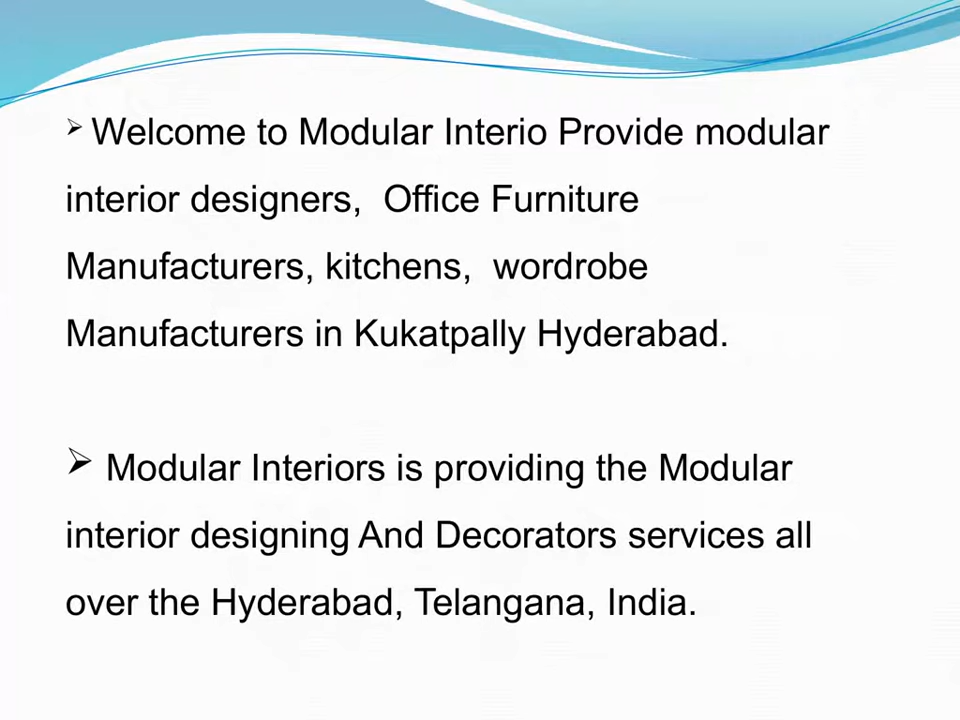 ➢ Welcome to Modular Interio Provide modular
interior designers,  Office Furniture
Manufacturers, kitchens,  wordrobe
Manufacturers in Kukatpally Hyderabad.
➢ Modular Interiors is providing the Modular
interior designing And Decorators services all
over the Hyderabad, Telangana, India.